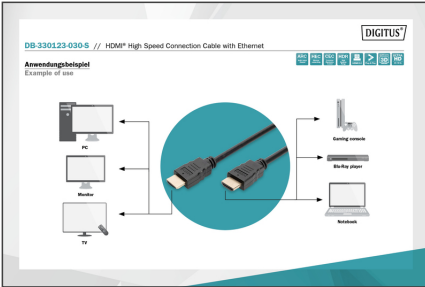 DIGITUS®
DB-330123-030-S // HDMI® High Speed Connection Cable with Ethernet
Anwendungsbeispiel
Example of use
PC
Monitor
TV
Gaming console
Blu-Ray player
Notebook